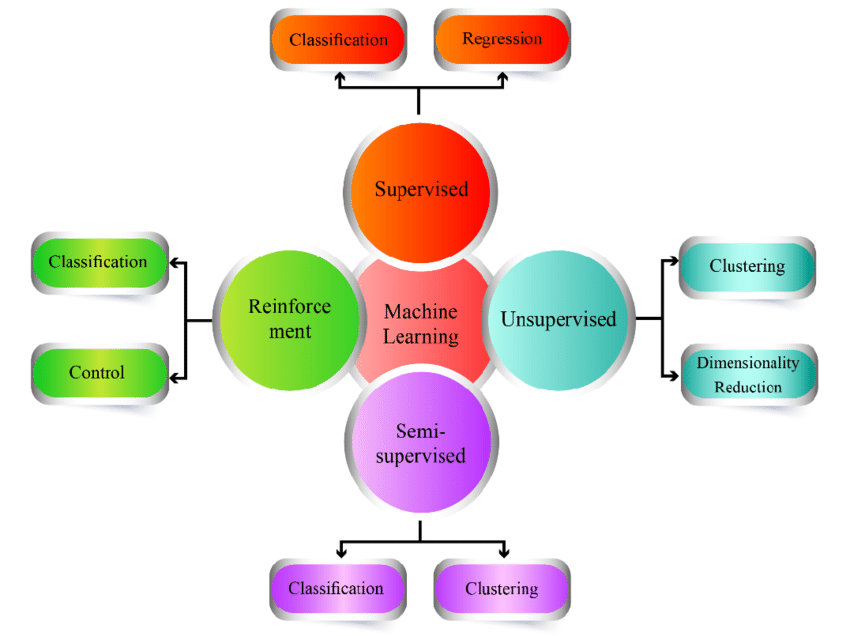 Classification
Regression
Supervised
Classification
Control
Reinforce
ment
Machine
Learning
Unsupervised
Clustering
Dimensionality
Reduction
Semi-
supervised
Classification
Clustering